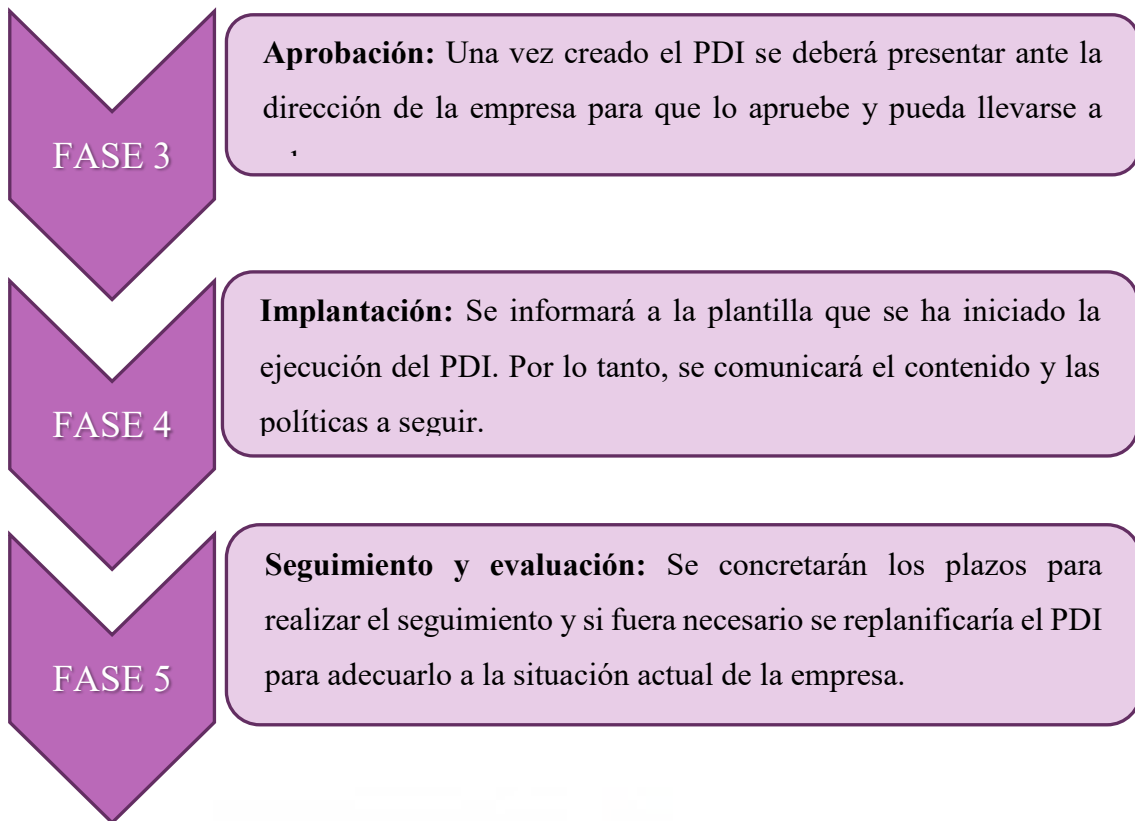 Aprobación: Una vez creado el PDI se deberá presentar ante la
dirección de la empresa para que lo apruebe y pueda llevarse a
FASE 3
Implantación: Se informará a la plantilla que se ha iniciado la
ejecución del PDI. Por lo tanto, se comunicará el contenido y las
políticas a seguir.
FASE 4
Seguimiento y evaluación: Se concretarán los plazos para
realizar el seguimiento y si fuera necesario se replanificaría el PDI
para adecuarlo a la situación actual de la empresa.
FASE 5